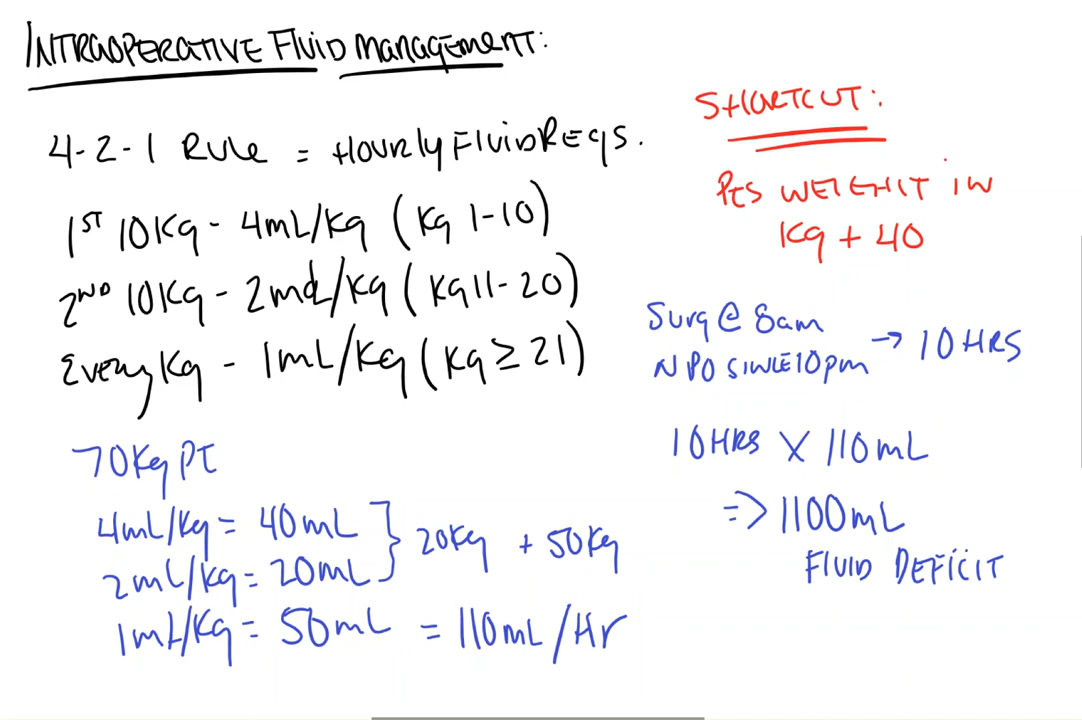 INTRAOPERATIVE FLUID MANAGEMENT:
4-2-1 RULE = HOURLY FLUID REQS.
1ST 10KG - 4mL/KG (KG 1-10)
2ND 10KG - 2mL/KG (KG 11-20)
EVERY KG - 1mL/KG (KG ≥ 21)
70KG PT
4mL/KG = 40mL } 20KG + 50KG
2mL/KG = 20mL
1mL/KG = 50mL = 110mL/Hr
SHORTCUT:
PTS WEIGHT IN
KG + 40
Surg @ 8am
NPO SINCE 10pm → 10 HRS
10 HRS X 110mL
=> 1100mL
FLUID DEFICIT